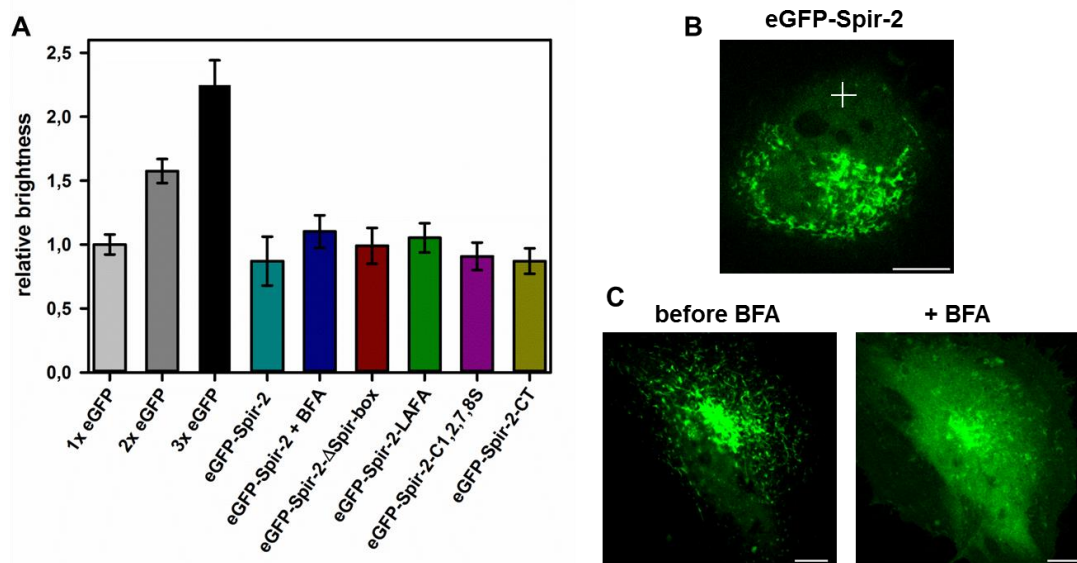 A
relative brightness
2,5
2,0
1,5
1,0
0,5
0,0
1x eGFP
2x eGFP
3x eGFP
eGFP-Spir-2
eGFP-Spir-2 + BFA
eGFP-Spir-2-ΔSpir-box
eGFP-Spir-2-LAFA
eGFP-Spir-2-C1,2,7,8S
eGFP-Spir-2-CT
B
eGFP-Spir-2
C
before BFA
+ BFA